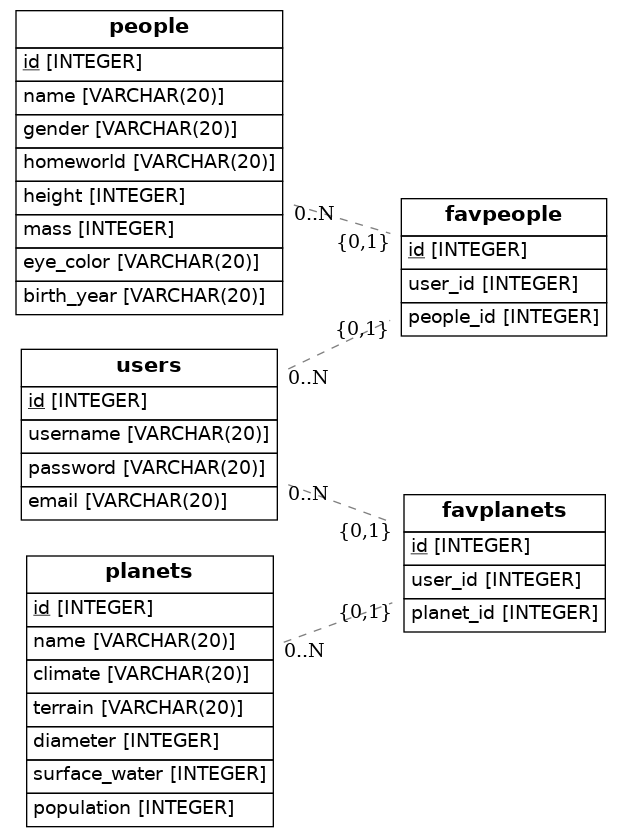 people
id [INTEGER]
name [VARCHAR(20)]
gender [VARCHAR(20)]
homeworld [VARCHAR(20)]
height [INTEGER]
mass [INTEGER]
eye_color [VARCHAR(20)]
birth_year [VARCHAR(20)]
0..N
{0,1}
favpeople
id [INTEGER]
user_id [INTEGER]
people_id [INTEGER]
{0,1}
0..N
users
id [INTEGER]
username [VARCHAR(20)]
password [VARCHAR(20)]
email [VARCHAR(20)]
0..N
{0,1}
favplanets
id [INTEGER]
user_id [INTEGER]
planet_id [INTEGER]
{0,1}
0..N
planets
id [INTEGER]
name [VARCHAR(20)]
climate [VARCHAR(20)]
terrain [VARCHAR(20)]
diameter [INTEGER]
surface_water [INTEGER]
population [INTEGER]